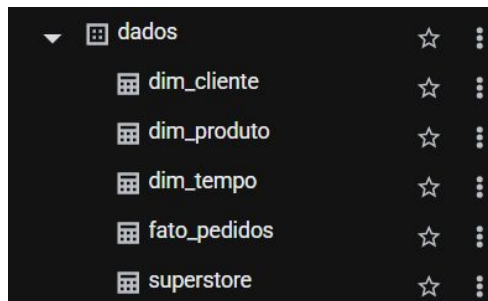 dados
dim_cliente
dim_produto
dim_tempo
fato_pedidos
superstore